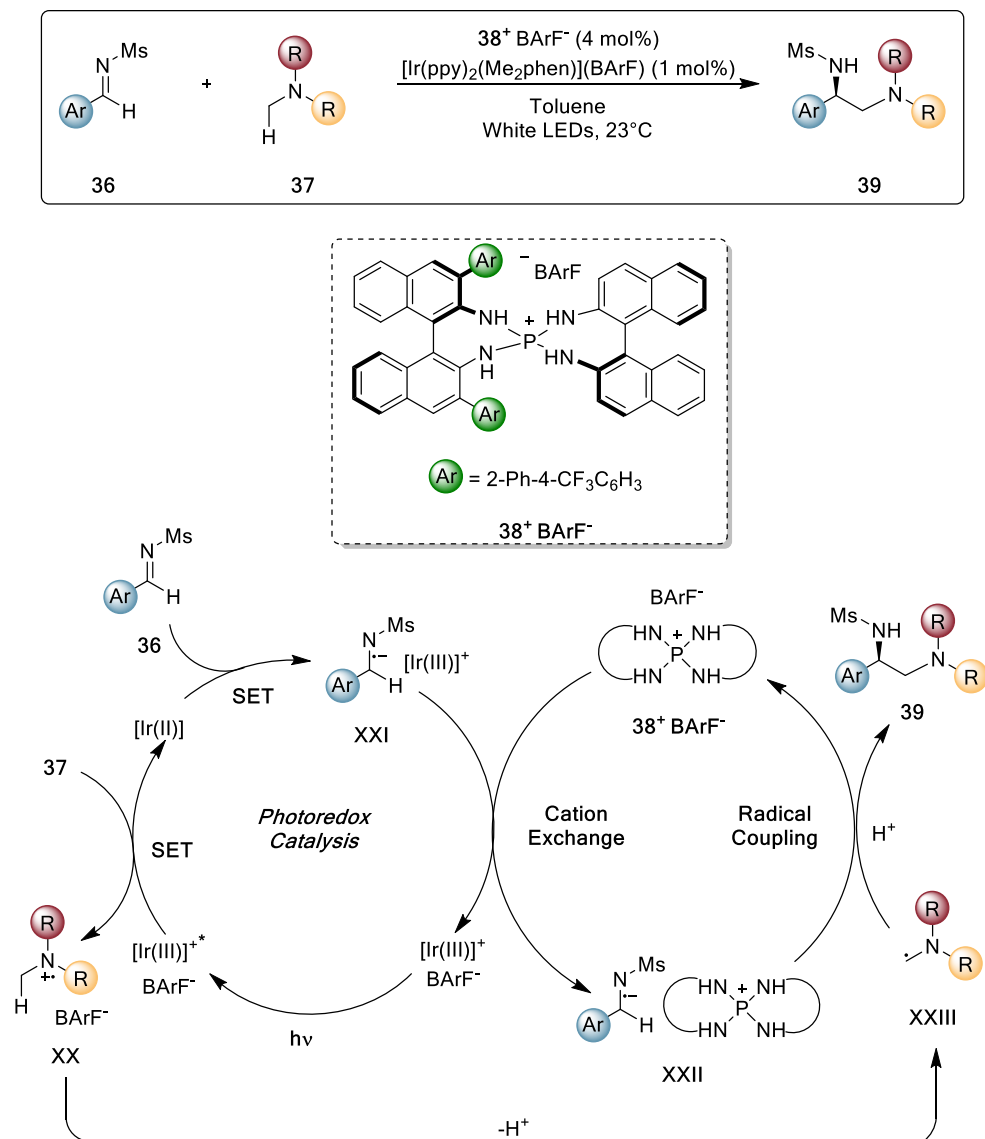 Ms
N
Ar
H
36
+
R
N
R
H
37
38⁺ BArF⁻ (4 mol%)
[Ir(ppy)₂(Me₂phen)](BArF) (1 mol%)
Toluene
White LEDs, 23°C
Ms
NH
R
Ar
N
R
39
Ar
⁻ BArF
NH
HN
P
+
N
H
HN
Ar
Ar = 2-Ph-4-CF₃C₆H₃
38⁺ BArF⁻
Ms
N
Ar
H
36
SET
Ms
N
•−
Ar
H
[Ir(III)]⁺
XXI
BArF⁻
HN
+
NH
P
HN
NH
38⁺ BArF⁻
Ms
NH
R
Ar
N
R
39
[Ir(II)]
37
Photoredox
Catalysis
SET
Cation
Exchange
Radical
Coupling
H⁺
R
N
+•
R
H
BArF⁻
XX
[Ir(III)]⁺*
BArF⁻
hν
[Ir(III)]⁺
BArF⁻
Ms
N
•−
Ar
H
HN
+
NH
P
HN
NH
XXII
R
N
R
•
XXIII
-H⁺